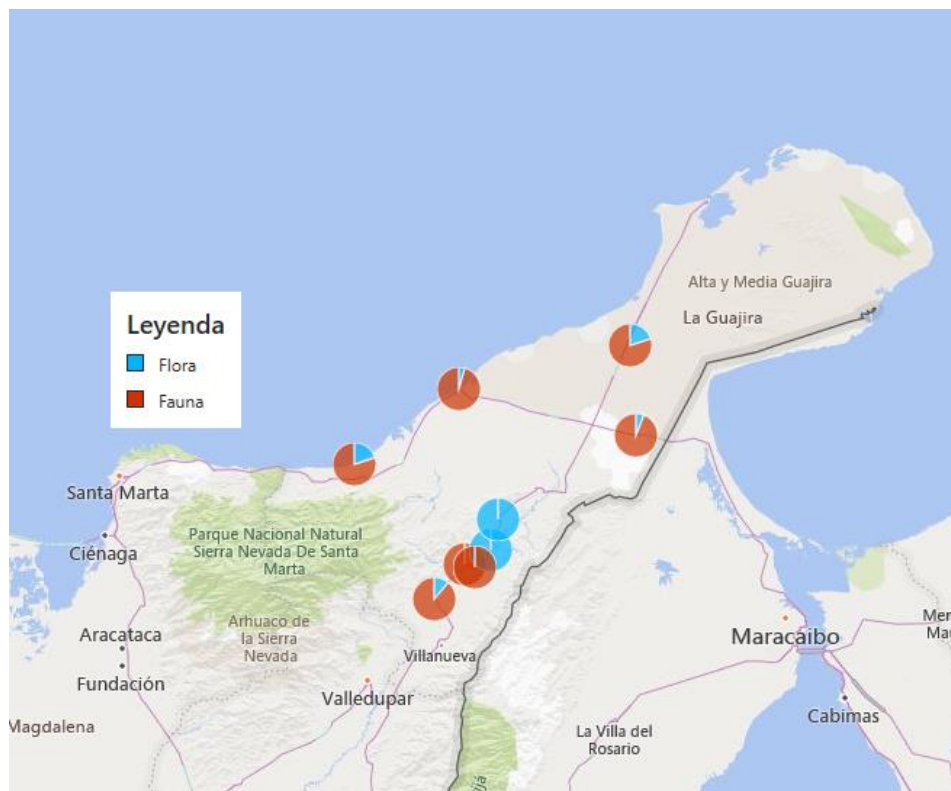 Alta y Media Guajira
La Guajira
Leyenda
Flora
Fauna
Santa Marta
Ciénaga
Parque Nacional Natural
Sierra Nevada De Santa
Marta
Arhuaco de
la Sierra
Nevada
Aracataca
Fundación
Villanueva
Valledupar
Magdalena
Maracaibo
Cabimas
La Villa del
Rosario